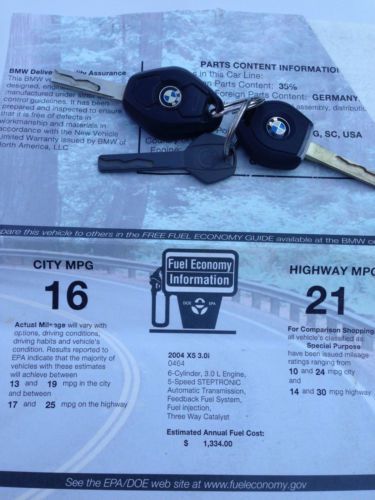 BMW Delive Quality Assurance
This BMW ve
designed, engine
manufactured under stric
control guidelines. It has been
prepared and inspected to ensure
that it is free of defects in
workmanship and materials in
accordance with the New Vehicle
Limited Warranty issued by BMW of
North America, LLC
PARTS CONTENT INFORMATION
s in this Car Line:
Parts Content: 35%
Foreign Parts Content: GERMANY
assembly, distributi
parts c
G, SC, USA
BMW
BMW
pare this vehicle to others in the FREE FUEL ECONOMY GUIDE available at the BMW
CITY MPG
16
Actual Mileage will vary with
options, driving conditions,
driving habits and vehicle's
condition. Results reported to
EPA indicate that the majority of
vehicles with these estimates
will achieve between
13 and 19 mpg in the city
and between
17 and 25 mpg on the highway
Fuel Economy
Information
DOE EPA
2004 X5 3.0i
0464
6-Cylinder, 3.0 L Engine,
5-Speed STEPTRONIC
Automatic Transmission,
Feedback Fuel System,
Fuel injection,
Three Way Catalyst
Estimated Annual Fuel Cost:
$ 1,334.00
HIGHWAY MPG
21
For Comparison Shopping
all vehicle's classified as
Special Purpose
have been issued mileage
ratings ranging from
10 and 24 mpg city
and
14 and 30 mpg highway
See the EPA/DOE web site at www.fueleconomy.gov